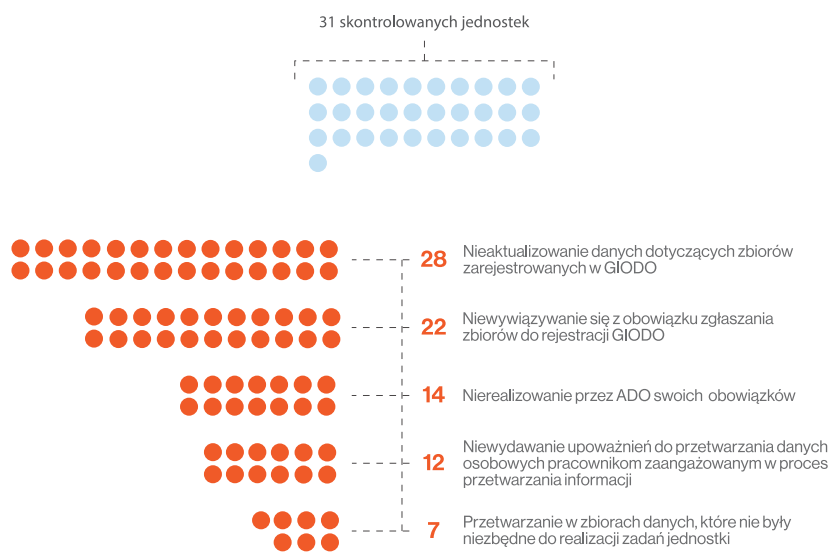 31 skontrolowanych jednostek
28
Nieaktualizowanie danych dotyczących zbiorów
zarejestrowanych w GIODO
22
Niewywiązywanie się z obowiązku zgłaszania
zbiorów do rejestracji GIODO
14
Nierealizowanie przez ADO swoich obowiązków
12
Niewydawanie upoważnień do przetwarzania danych
osobowych pracownikom zaangażowanym w proces
przetwarzania informacji
7
Przetwarzanie w zbiorach danych, które nie były
niezbędne do realizacji zadań jednostki